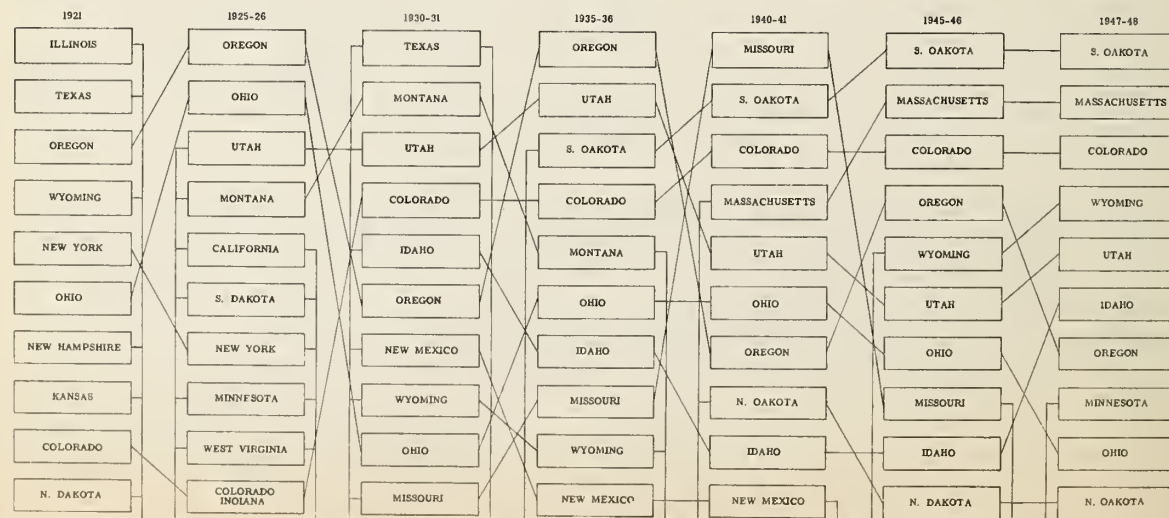 1921
ILLINOIS
TEXAS
OREGON
WYOMING
NEW YORK
OHIO
NEW HAMPSHIRE
KANSAS
COLORADO
N. DAKOTA
1925-26
OREGON
OHIO
UTAH
MONTANA
CALIFORNIA
S. DAKOTA
NEW YORK
MINNESOTA
WEST VIRGINIA
COLORADO
INDIANA
1930-31
TEXAS
MONTANA
UTAH
COLORADO
IDAHO
OREGON
NEW MEXICO
WYOMING
OHIO
MISSOURI
1935-36
OREGON
UTAH
S. OAKOTA
COLORADO
MONTANA
OHIO
IDAHO
MISSOURI
WYOMING
NEW MEXICO
1940-41
MISSOURI
S. OAKOTA
COLORADO
MASSACHUSETTS
UTAH
OHIO
OREGON
N. OAKOTA
IDAHO
NEW MEXICO
1945-46
S. OAKOTA
MASSACHUSETTS
COLORADO
OREGON
WYOMING
UTAH
OHIO
MISSOURI
IDAHO
N. DAKOTA
1947-48
S. OAKOTA
MASSACHUSETTS
COLORADO
WYOMING
UTAH
IDAHO
OREGON
MINNESOTA
OHIO
N. OAKOTA